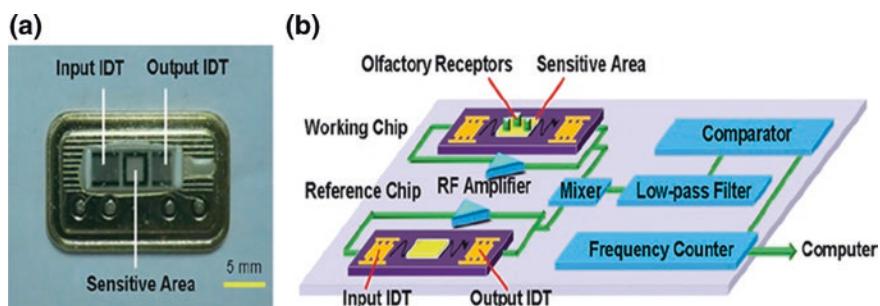 (a)
Input IDT
Output IDT
Sensitive Area
5 mm
(b)
Olfactory Receptors
Sensitive Area
Working Chip
Comparator
RF Amplifier
Reference Chip
Mixer
Low-pass Filter
Frequency Counter
Computer
Input IDT
Output IDT